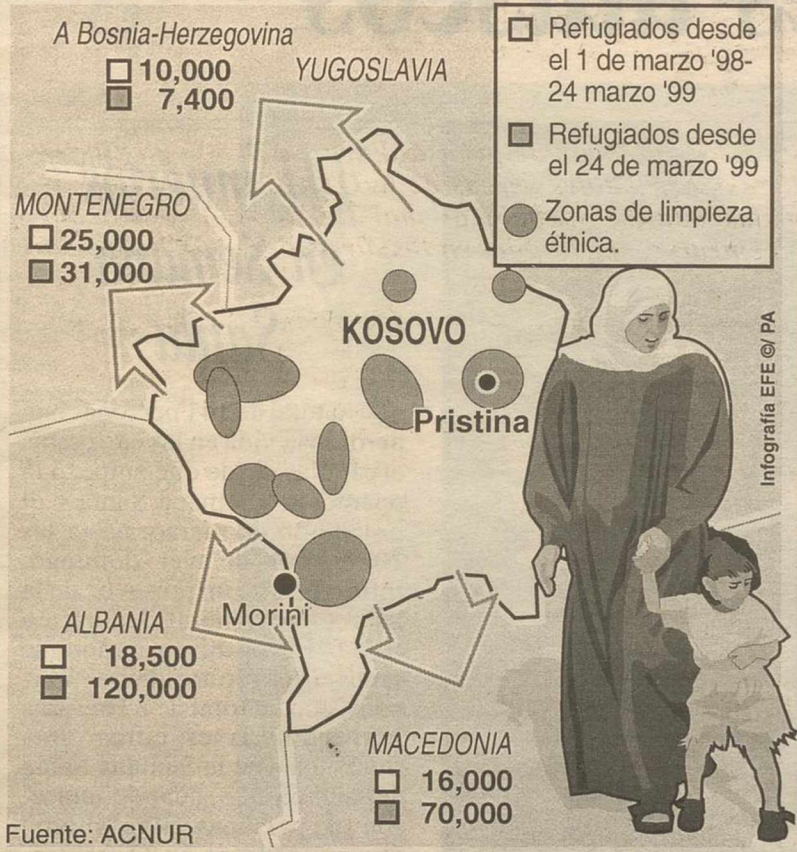 A Bosnia-Herzegovina
10,000
7,400
YUGOSLAVIA
Refugiados desde
el 1 de marzo '98-
24 marzo '99
Refugiados desde
el 24 de marzo '99
Zonas de limpieza
étnica.
MONTENEGRO
25,000
31,000
KOSOVO
Pristina
Infografía EFE ©/ PA
Morini
ALBANIA
18,500
120,000
MACEDONIA
16,000
70,000
Fuente: ACNUR